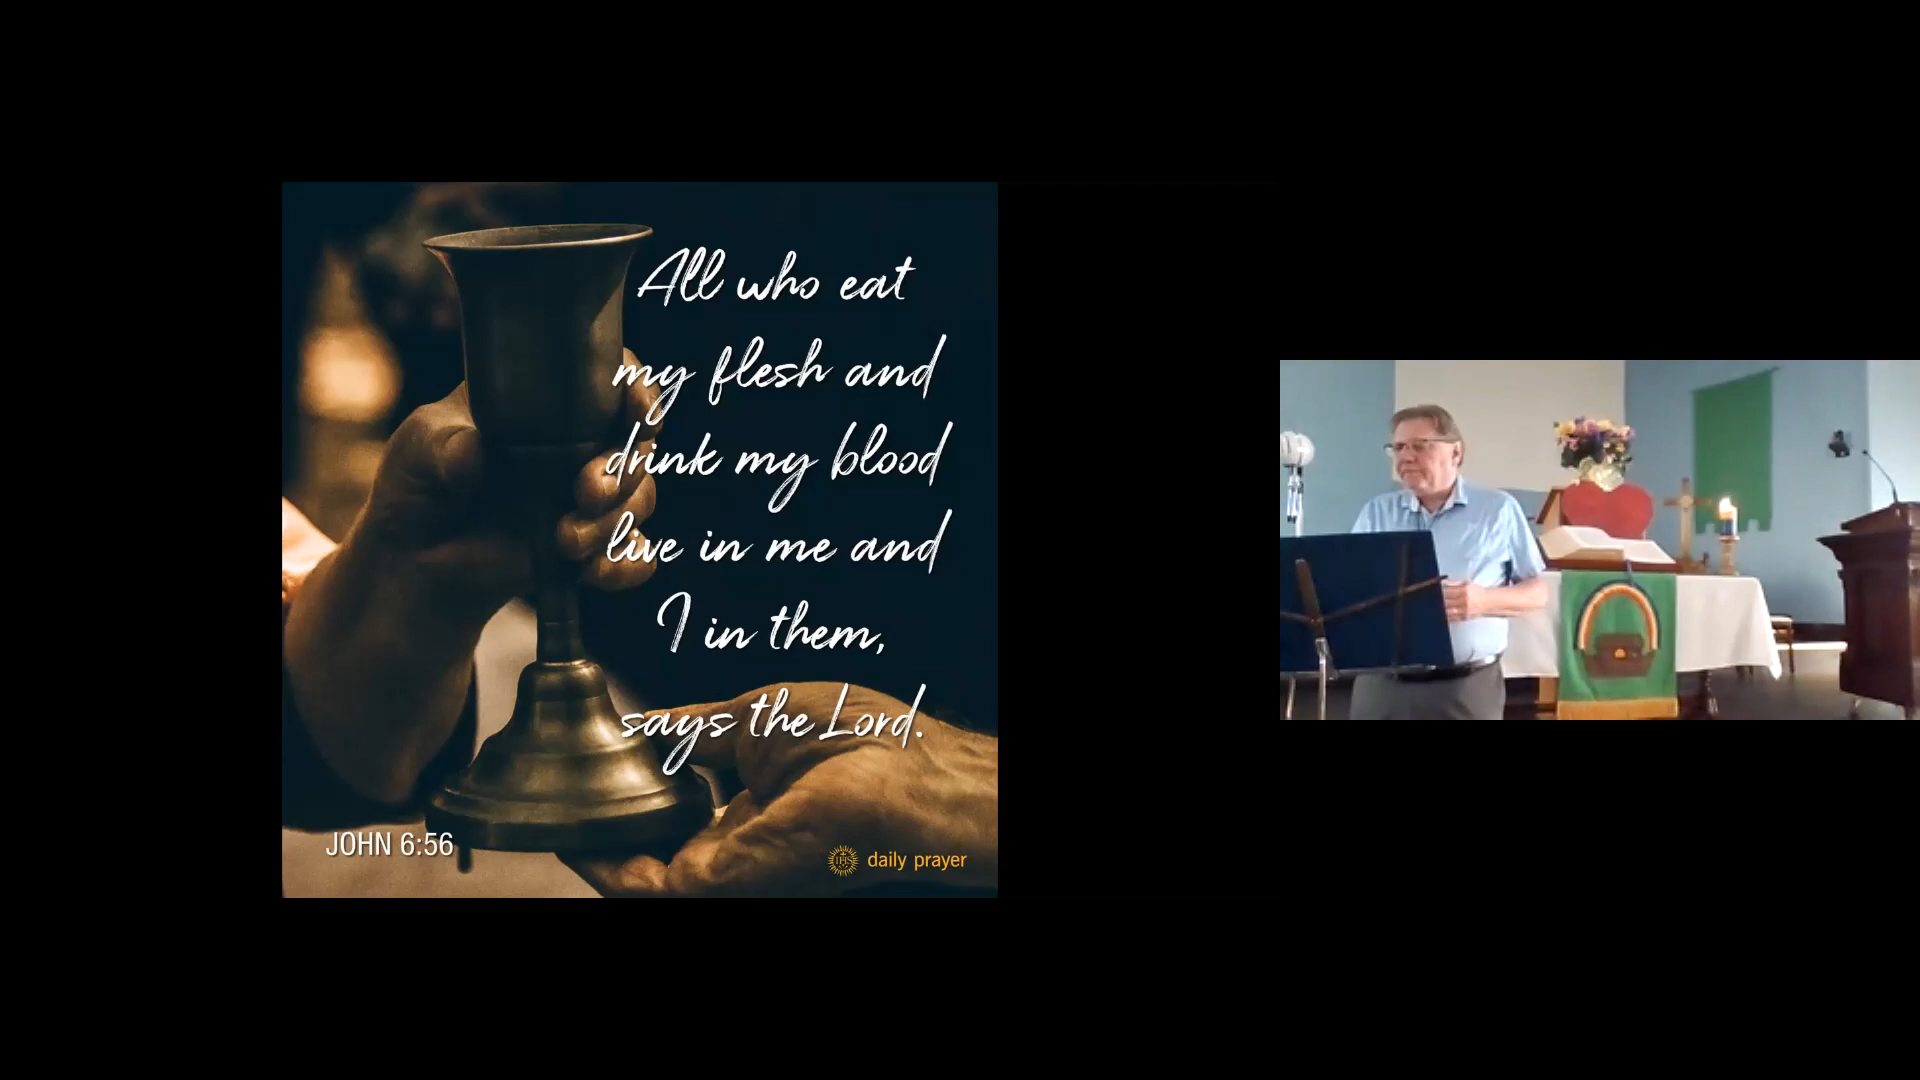 All who eat
my flesh and
drink my blood
live in me and
I in them,
says the Lord.
JOHN 6:56
IHS
daily prayer